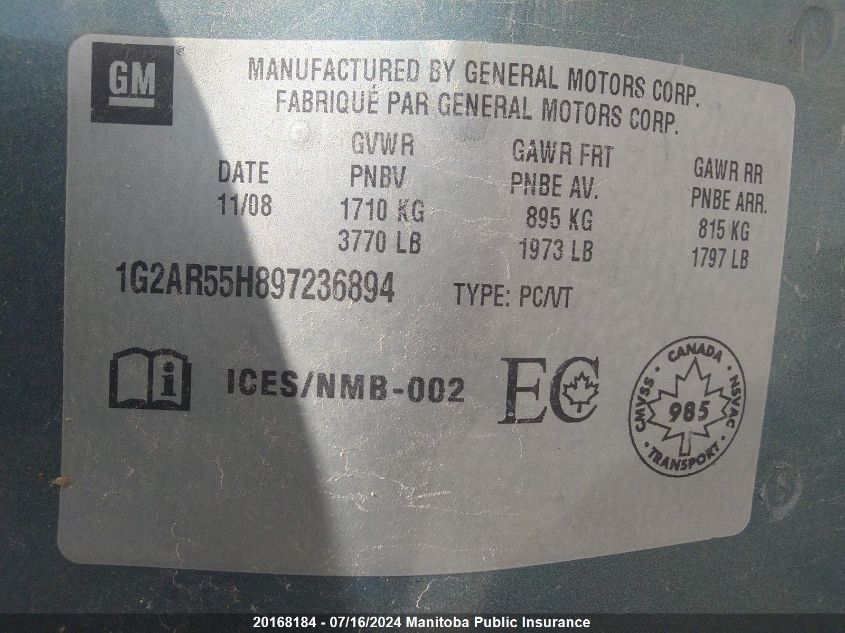 GM
MANUFACTURED BY GENERAL MOTORS CORP.
FABRIQUÉ PAR GENERAL MOTORS CORP.
DATE
11/08
GVWR
PNBV
1710 KG
3770 LB
GAWR FRT
PNBE AV.
895 KG
1973 LB
GAWR RR
PNBE ARR.
815 KG
1797 LB
1G2AR55H897236894 TYPE: PC/VT
i ICES/NMB-002 EC
CMVSS • CANADA • NSVAC
985
• TRANSPORT •
20168184 - 07/16/2024 Manitoba Public Insurance